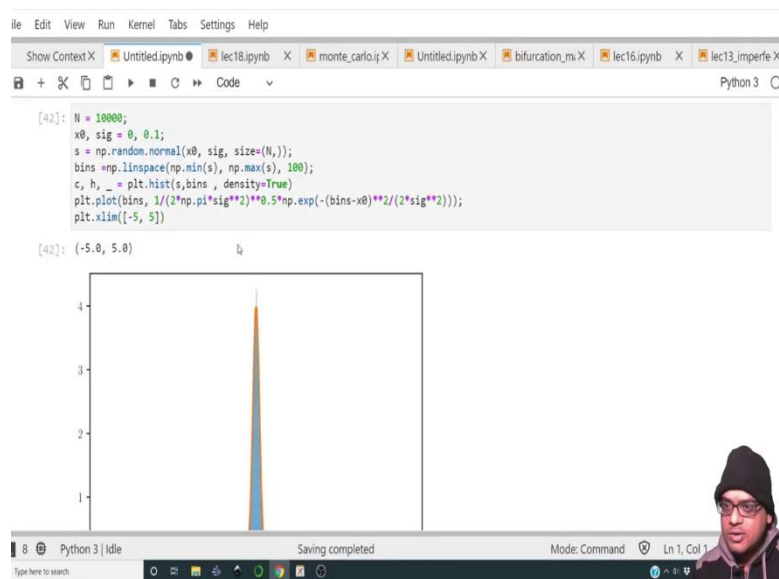 ile Edit View Run Kernel Tabs Settings Help
Show Context X Untitled.ipynb lec18.ipynb X monte_carlo.i X Untitled.ipynb X bifurcation_m X lec16.ipynb X lec13_imperfe X
Code Python 3
[42]: N = 10000;
x0, sig = 0, 0.1;
s = np.random.normal(x0, sig, size=(N,));
bins =np.linspace(np.min(s), np.max(s), 100);
c, h, _ = plt.hist(s,bins , density=True)
plt.plot(bins, 1/(2*np.pi*sig**2)**0.5*np.exp(-(bins-x0)**2/(2*sig**2)));
plt.xlim([-5, 5])
[42]: (-5.0, 5.0)
4
3
2
1
8 Python 3 | Idle Saving completed Mode: Command Ln 1, Col 1
Type here to search